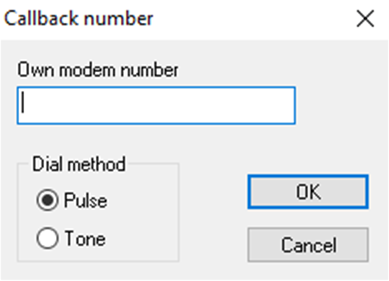 Callback number
Own modem number
Dial method
Pulse
Tone
OK
Cancel